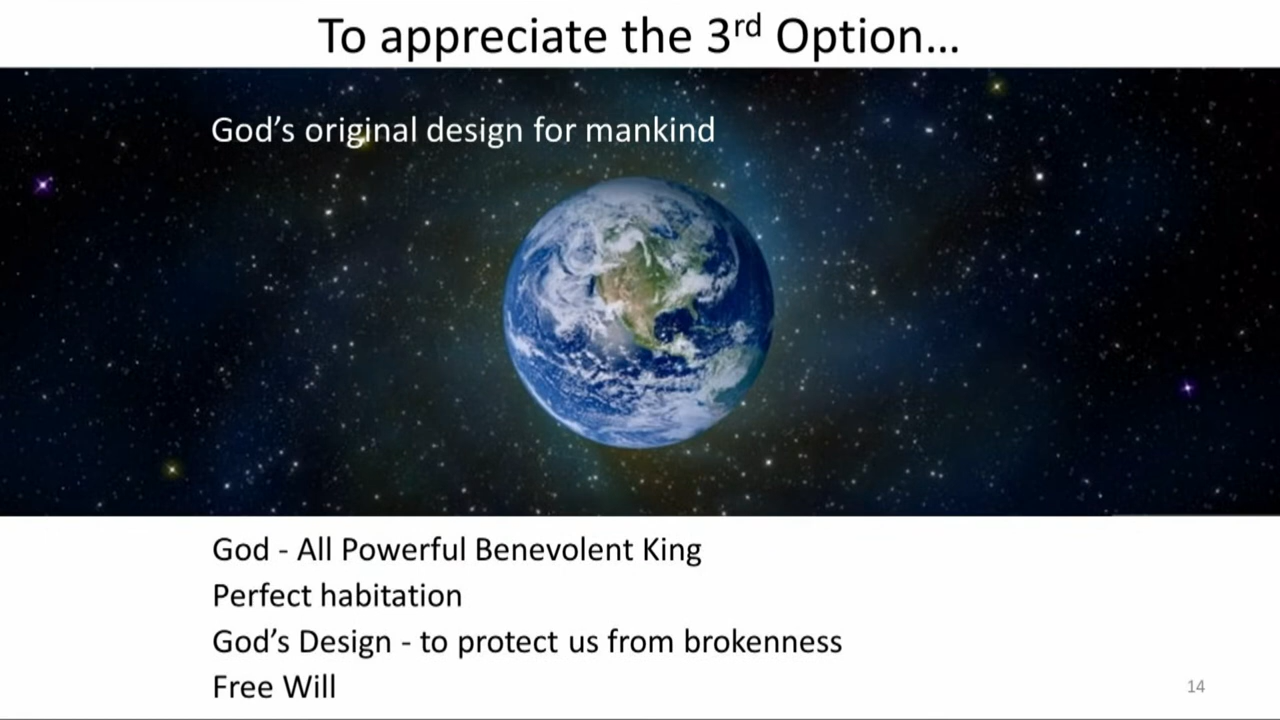 To appreciate the 3rd Option…
God’s original design for mankind
God - All Powerful Benevolent King
Perfect habitation
God’s Design - to protect us from brokenness
Free Will
14